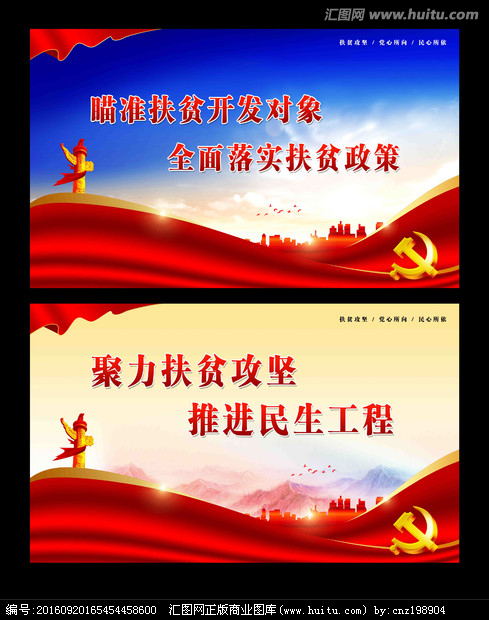 汇图网 www.huitu.com
扶贫攻坚 / 党心所向 / 民心所依
瞄准扶贫开发对象
全面落实扶贫政策
扶贫攻坚 / 党心所向 / 民心所依
聚力扶贫攻坚
推进民生工程
编号:20160920165454458600 汇图网正版商业图库(www.huitu.com) by:cnz198904